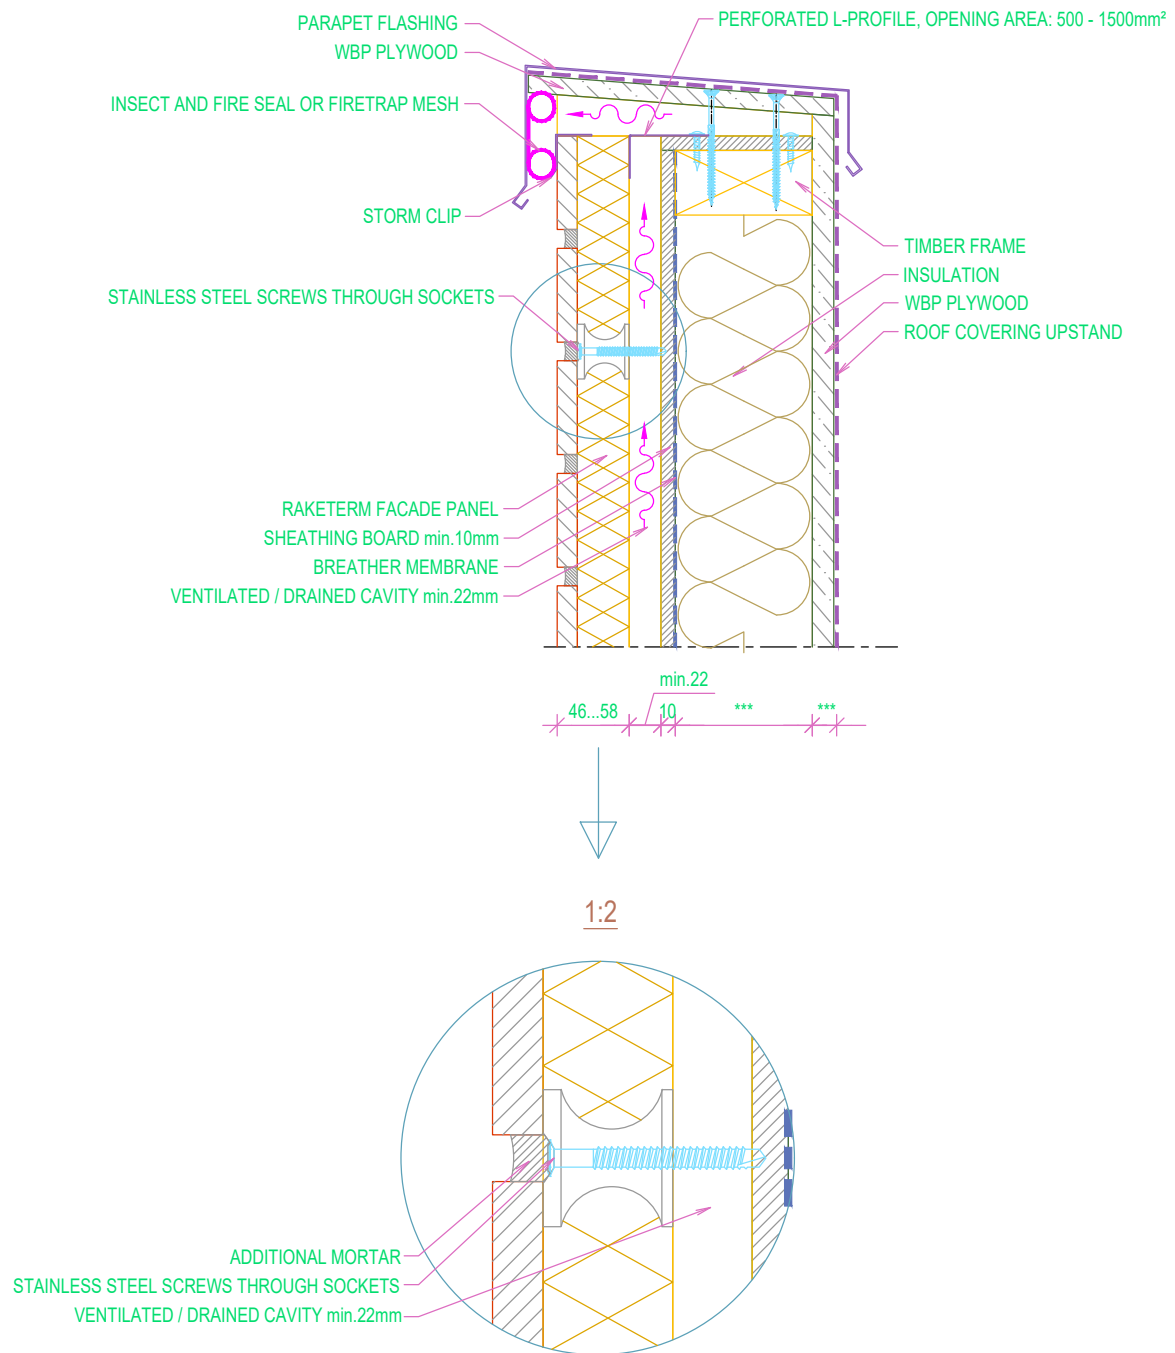 PARAPET FLASHING
PERFORATED L-PROFILE, OPENING AREA: 500 - 1500mm²
WBP PLYWOOD
INSECT AND FIRE SEAL OR FIRETRAP MESH
STORM CLIP
TIMBER FRAME
INSULATION
STAINLESS STEEL SCREWS THROUGH SOCKETS
WBP PLYWOOD
ROOF COVERING UPSTAND
RAKETERM FACADE PANEL
SHEATHING BOARD min.10mm
BREATHER MEMBRANE
VENTILATED / DRAINED CAVITY min.22mm
min.22
46...58 10 *** ***
1:2
ADDITIONAL MORTAR
STAINLESS STEEL SCREWS THROUGH SOCKETS
VENTILATED / DRAINED CAVITY min.22mm